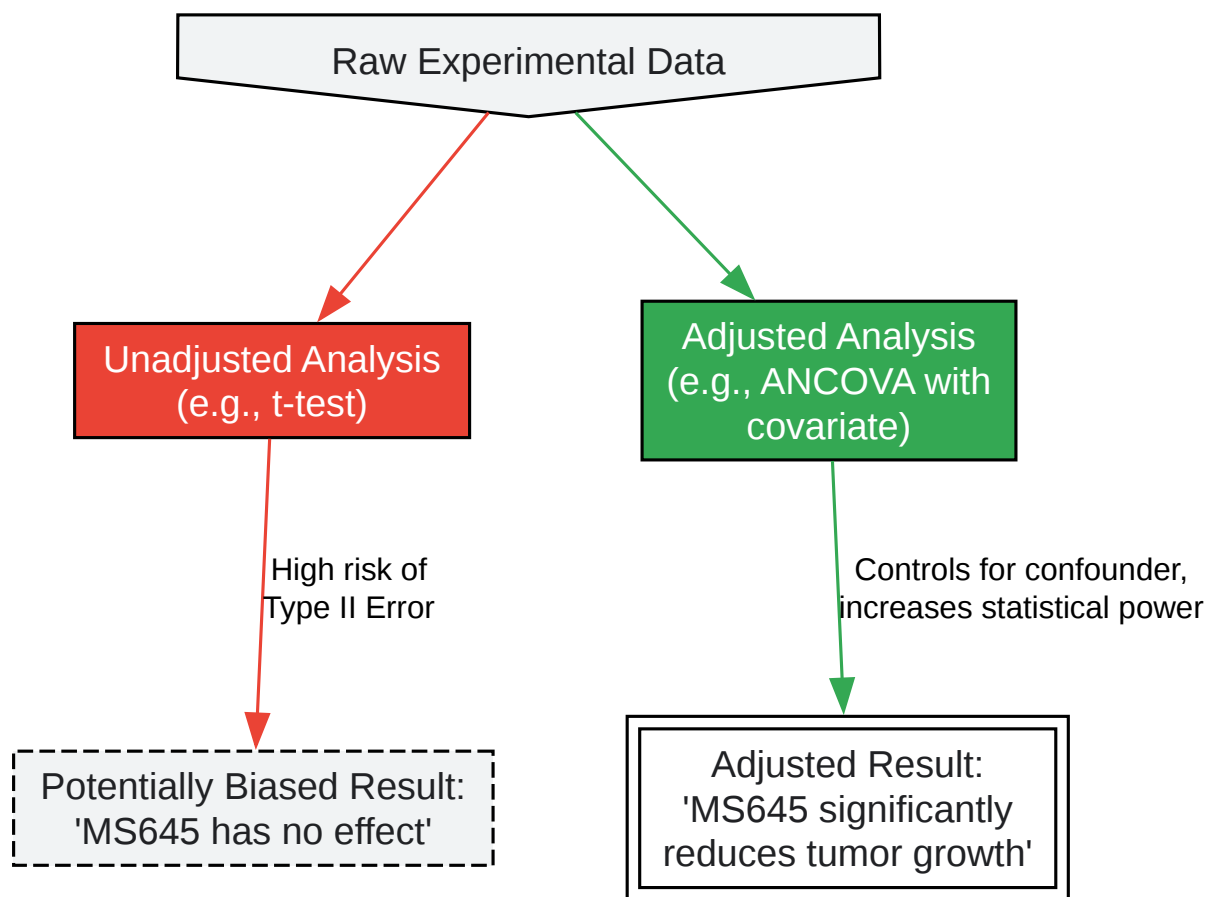 Raw Experimental Data
Unadjusted Analysis
(e.g., t-test)
Adjusted Analysis
(e.g., ANCOVA with
covariate)
High risk of
Type II Error
Controls for confounder,
increases statistical power
Potentially Biased Result:
'MS645 has no effect'
Adjusted Result:
'MS645 significantly
reduces tumor growth'